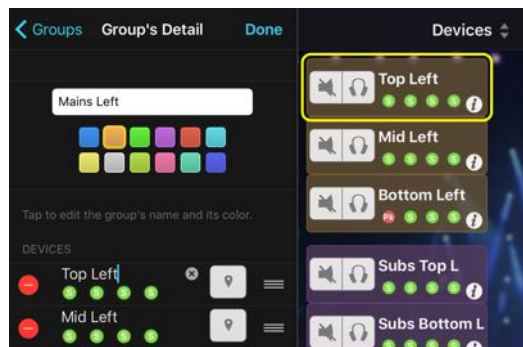 Groups Group's Detail Done
Mains Left
Tap to edit the group's name and its color.
DEVICES
Top Left
S S S S
Mid Left
S S S S
Devices
Top Left
S S S S i
Mid Left
S S S S i
Bottom Left
Pk S S S i
Subs Top L
S S S S i
Subs Bottom L
S S S S i